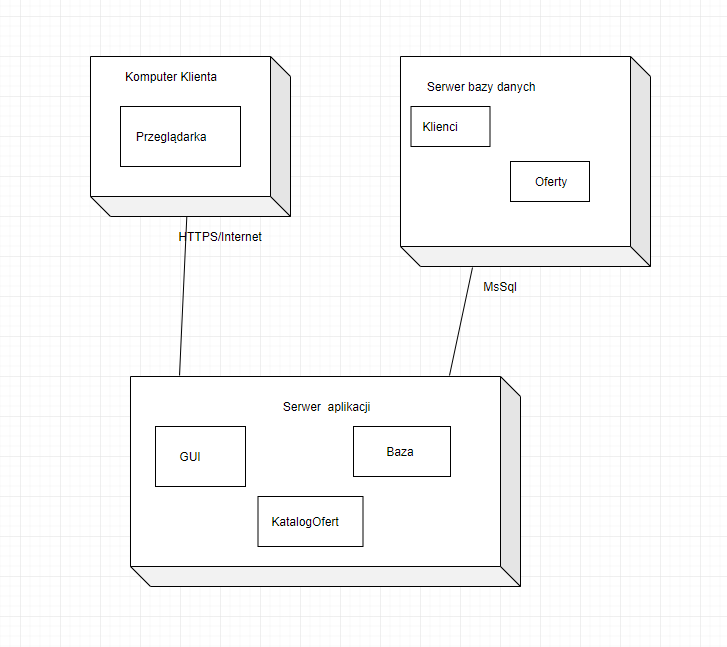 Komputer Klienta
Przeglądarka
Serwer bazy danych
Klienci
Oferty
HTTPS/Internet
MsSql
Serwer aplikacji
GUI
Baza
KatalogOfert